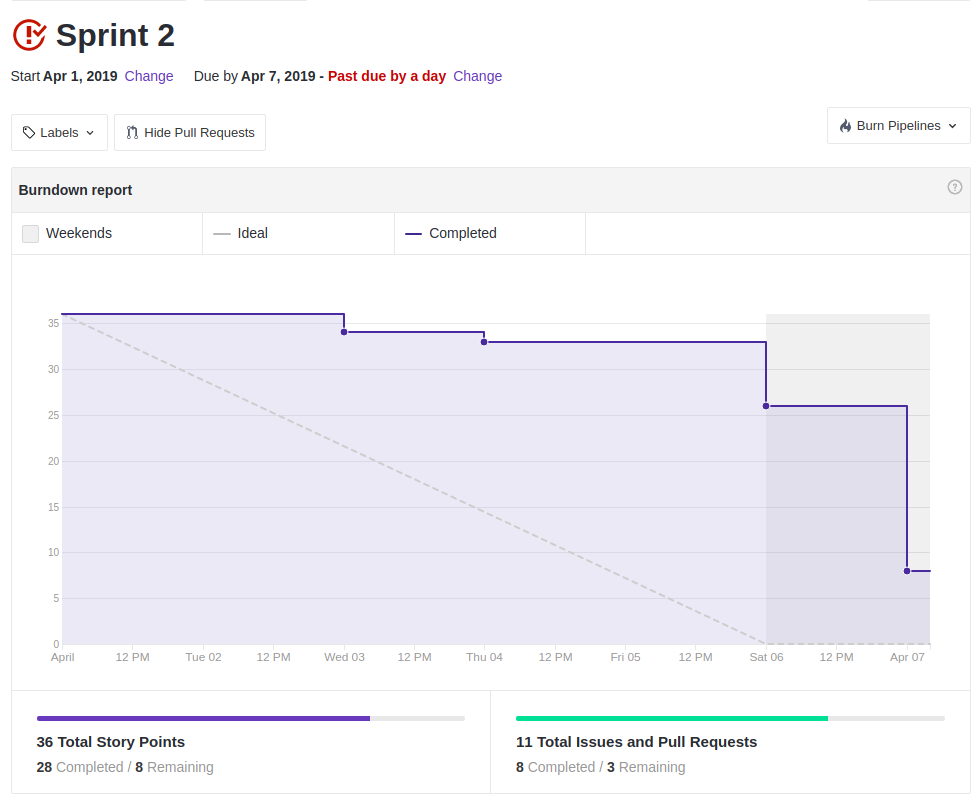 Sprint 2
Start Apr 1, 2019 Change Due by Apr 7, 2019 - Past due by a day Change
Labels Hide Pull Requests Burn Pipelines
Burndown report ?
Weekends Ideal Completed
35
30
25
20
15
10
5
0
April 12 PM Tue 02 12 PM Wed 03 12 PM Thu 04 12 PM Fri 05 12 PM Sat 06 12 PM Apr 07
36 Total Story Points
28 Completed / 8 Remaining
11 Total Issues and Pull Requests
8 Completed / 3 Remaining